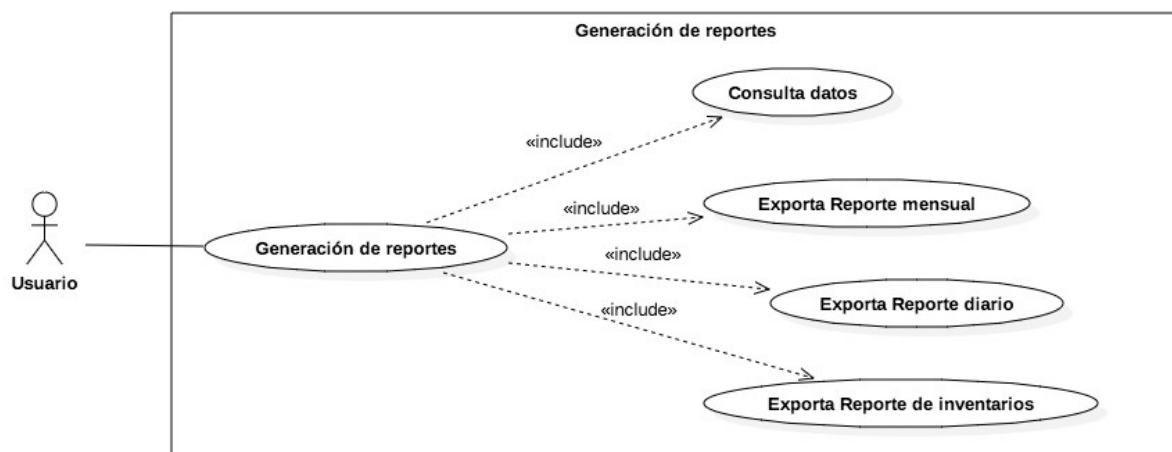 Generación de reportes
Consulta datos
«include»
«include»
Exporta Reporte mensual
Generación de reportes
«include»
Usuario
Exporta Reporte diario
«include»
Exporta Reporte de inventarios